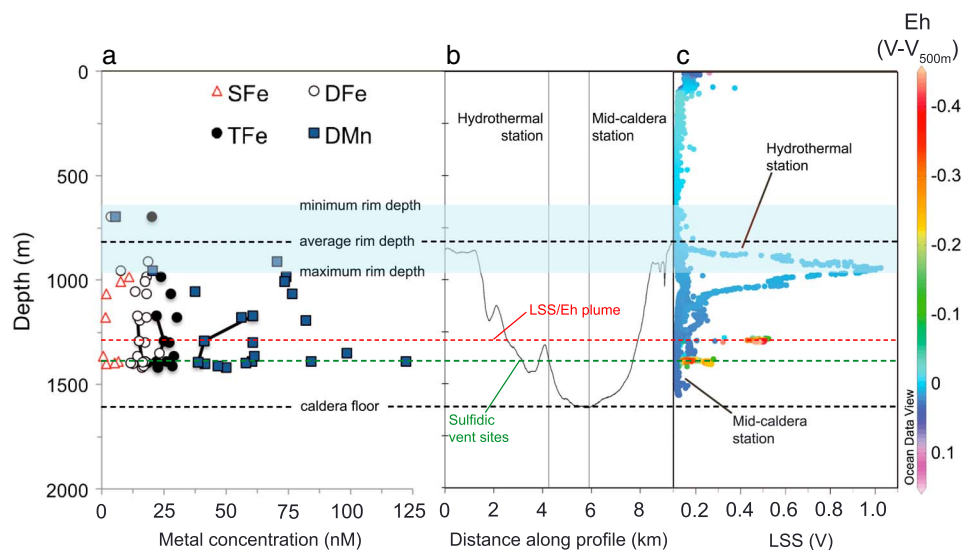 a
b
c
Eh
(V-V500m)
SFe
DFe
TFe
DMn
Hydrothermal
station
Mid-caldera
station
Hydrothermal
station
minimum rim depth
average rim depth
maximum rim depth
LSS/Eh plume
caldera floor
Sulfidic
vent sites
Mid-caldera
station
Ocean Data View
Depth (m)
0
500
1000
1500
2000
0
25
50
75
100
125
Metal concentration (nM)
0
2
4
6
8
Distance along profile (km)
0.2
0.4
0.6
0.8
1.0
LSS (V)
-0.4
-0.3
-0.2
-0.1
0
0.1